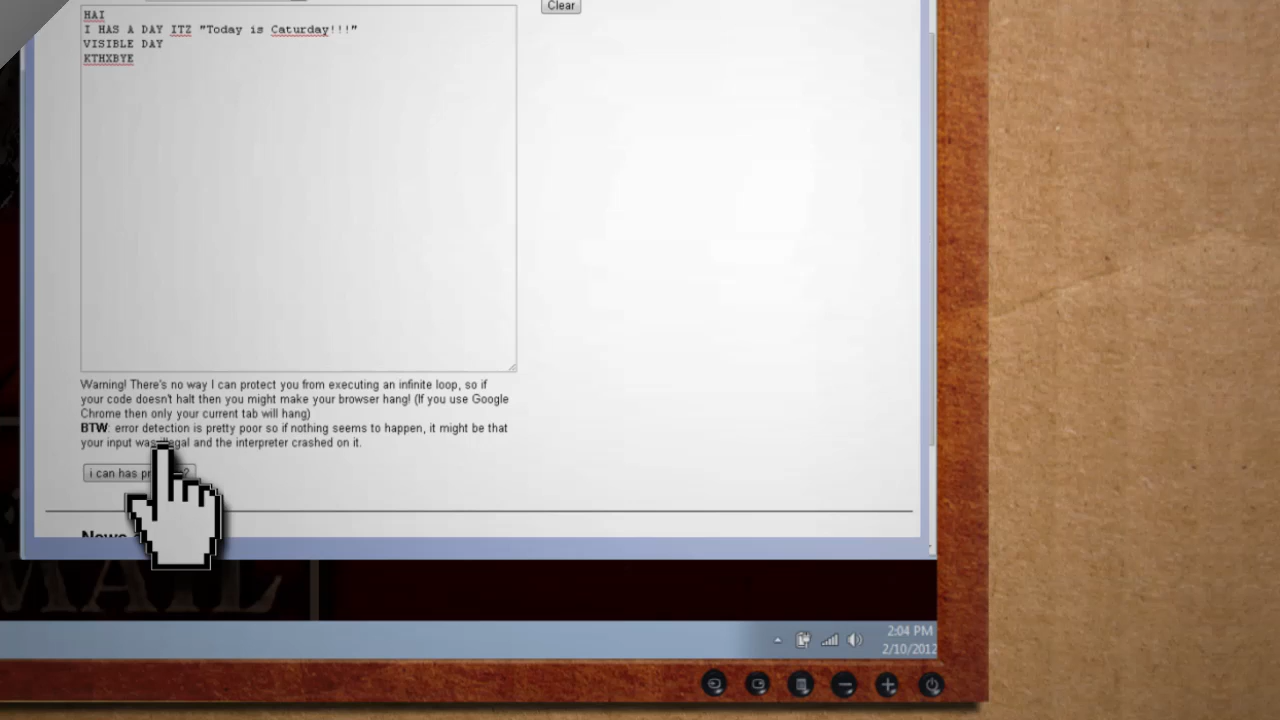 Clear
HAI
I HAS A DAY ITZ "Today is Caturday!!!"
VISIBLE DAY
KTHXBYE
Warning! There's no way I can protect you from executing an infinite loop, so if
your code doesn't halt then you might make your browser hang! (If you use Google
Chrome then only your current tab will hang)
BTW: error detection is pretty poor so if nothing seems to happen, it might be that
your input was illegal and the interpreter crashed on it.
i can has
News
MAIL
2:04 PM
2/10/2012